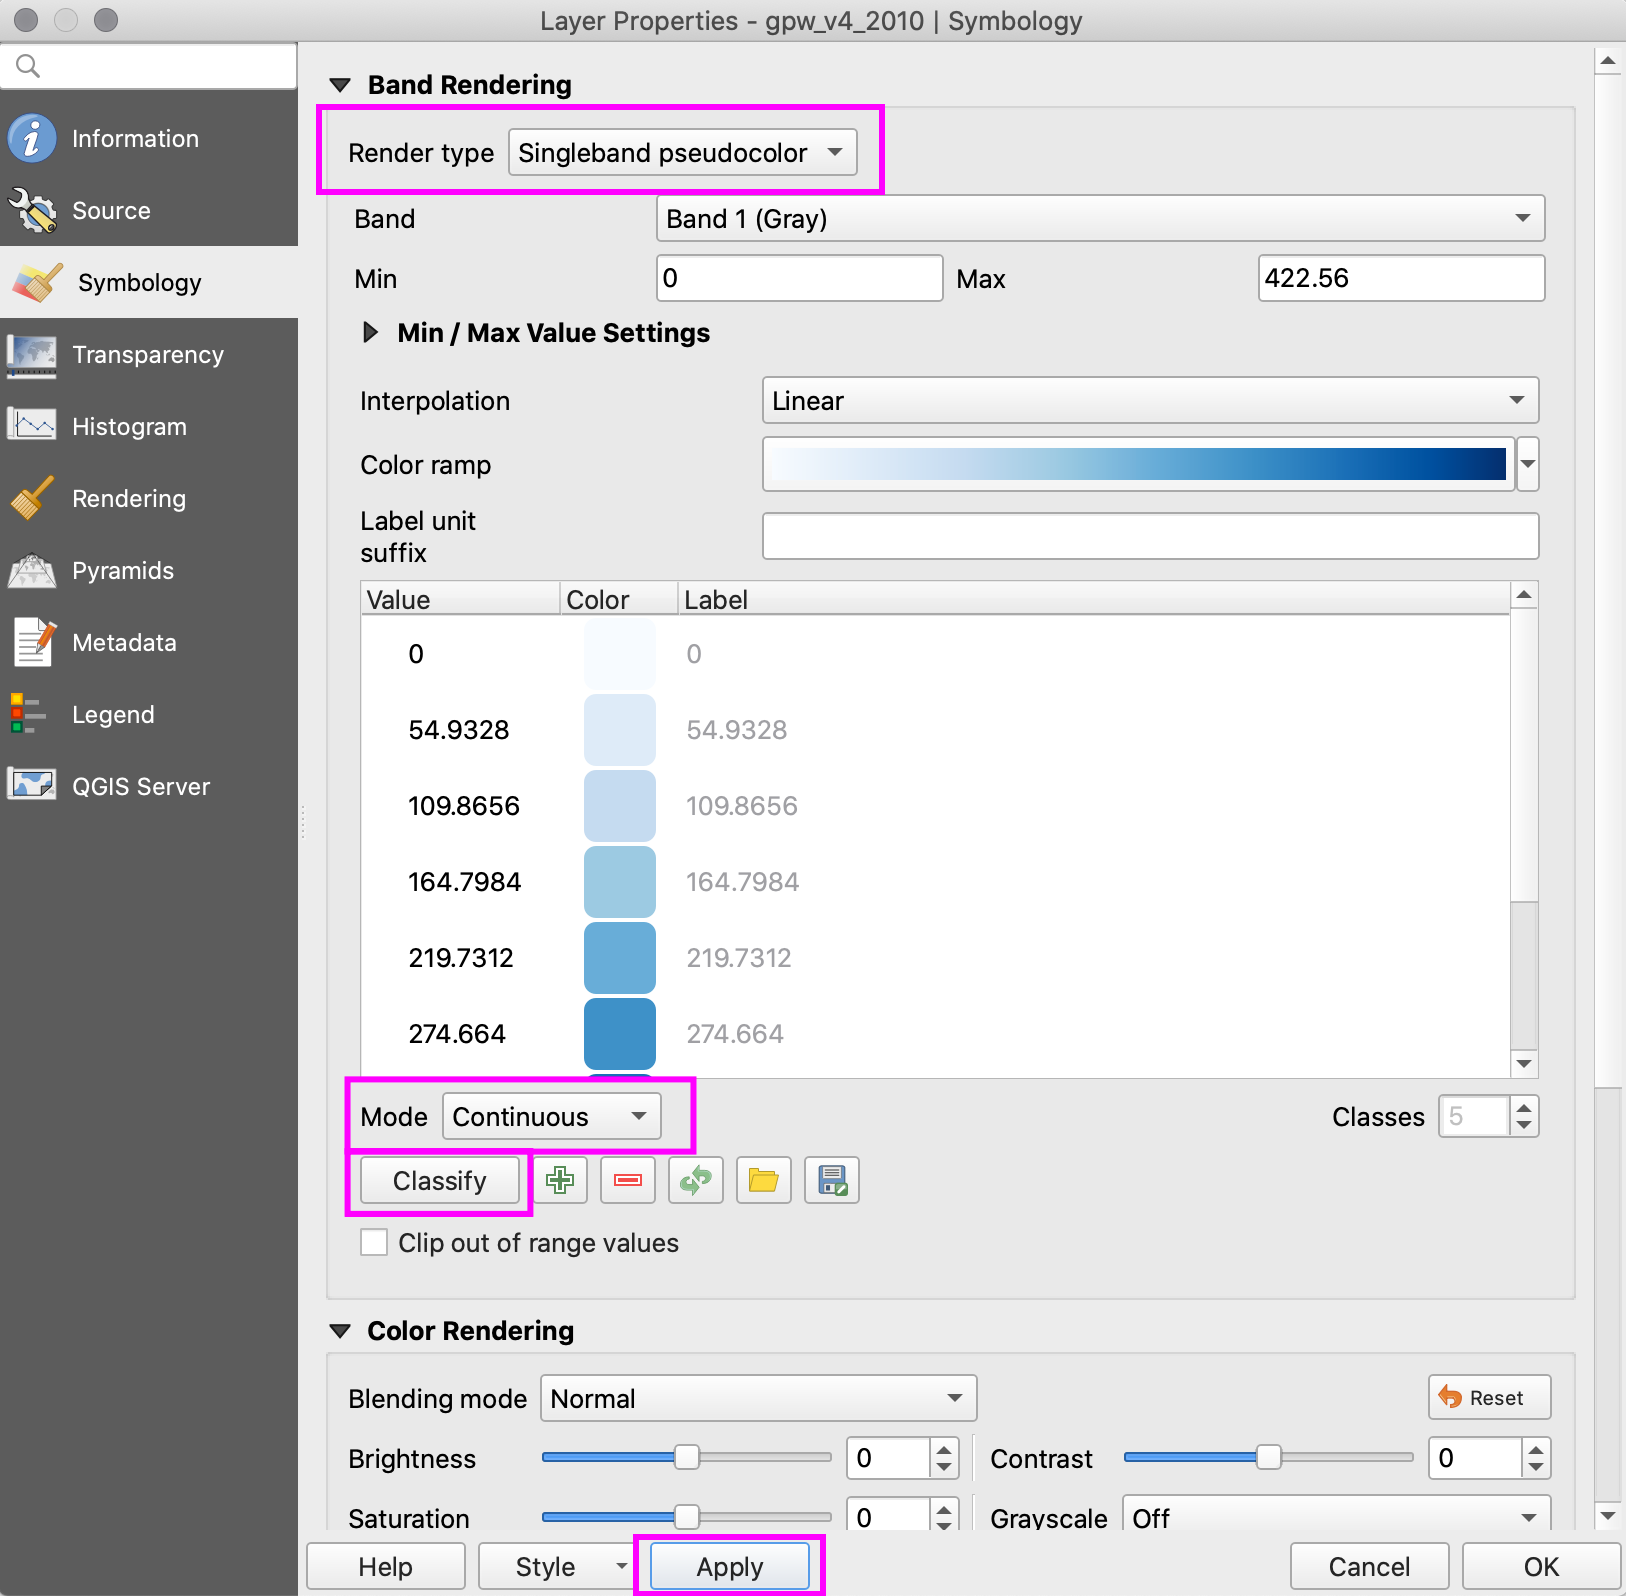 Layer Properties - gpw_v4_2010 | Symbology
Information
Source
Symbology
Transparency
Histogram
Rendering
Pyramids
Metadata
Legend
QGIS Server
Band Rendering
Render type Singleband pseudocolor
Band Band 1 (Gray)
Min 0 Max 422.56
Min / Max Value Settings
Interpolation Linear
Color ramp
Label unit
suffix
Value Color Label
0 0
54.9328 54.9328
109.8656 109.8656
164.7984 164.7984
219.7312 219.7312
274.664 274.664
Mode Continuous Classes 5
Classify
Clip out of range values
Color Rendering
Blending mode Normal Reset
Brightness 0 Contrast 0
Saturation 0 Grayscale Off
Help Style Apply Cancel OK